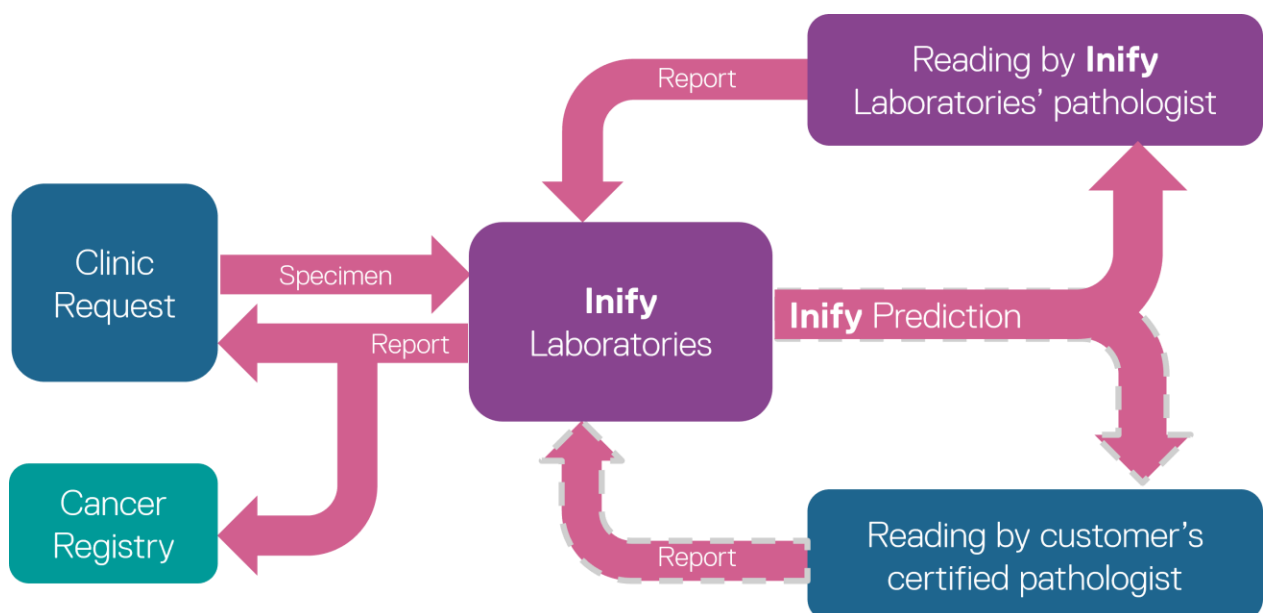 Clinic
Request
Specimen
Report
Cancer
Registry
Inify
Laboratories
Report
Inify Prediction
Reading by Inify
Laboratories’ pathologist
Report
Reading by customer’s
certified pathologist